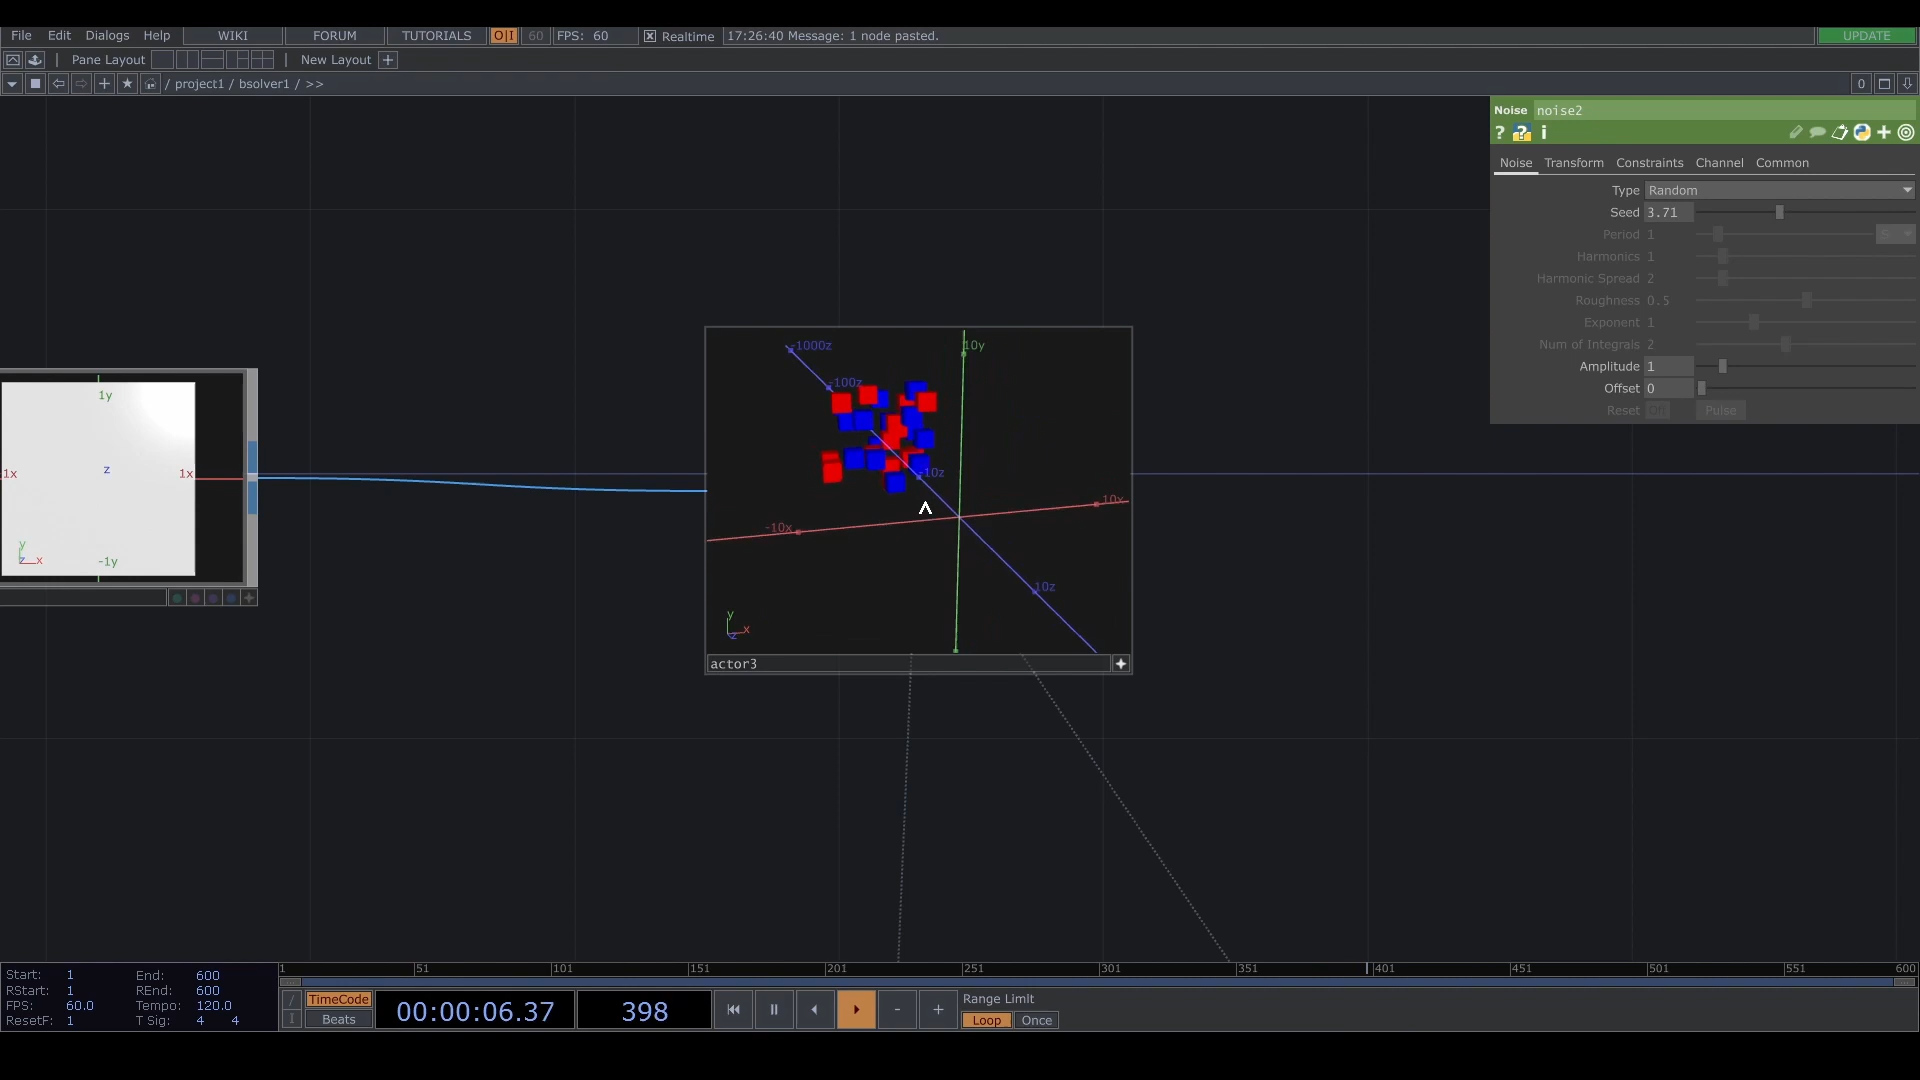 File Edit Dialogs Help WIKI FORUM TUTORIALS O|I 60 FPS: 60 Realtime 17:26:40 Message: 1 node pasted. UPDATE
| Pane Layout | New Layout +
/ project1 / bsolver1 / >> 0
Noise noise2
? ? i
Noise Transform Constraints Channel Common
Type Random
Seed 3.71
Period 1 S
Harmonics 1
Harmonic Spread 2
Roughness 0.5
Exponent 1
Num of Integrals 2
Amplitude 1
Offset 0
Reset Off Pulse
1y
1x z 1x
y
z x
-1y
-1000z 10y
-100z
-10z
-10x 10x
10z
y
z x
actor3
Start: 1 End: 600
RStart: 1 REnd: 600
FPS: 60.0 Tempo: 120.0
ResetF: 1 T Sig: 4 4
1 51 101 151 201 251 301 351 401 451 501 551 600
/ TimeCode
I Beats
00:00:06.37 398
- +
Range Limit
Loop Once